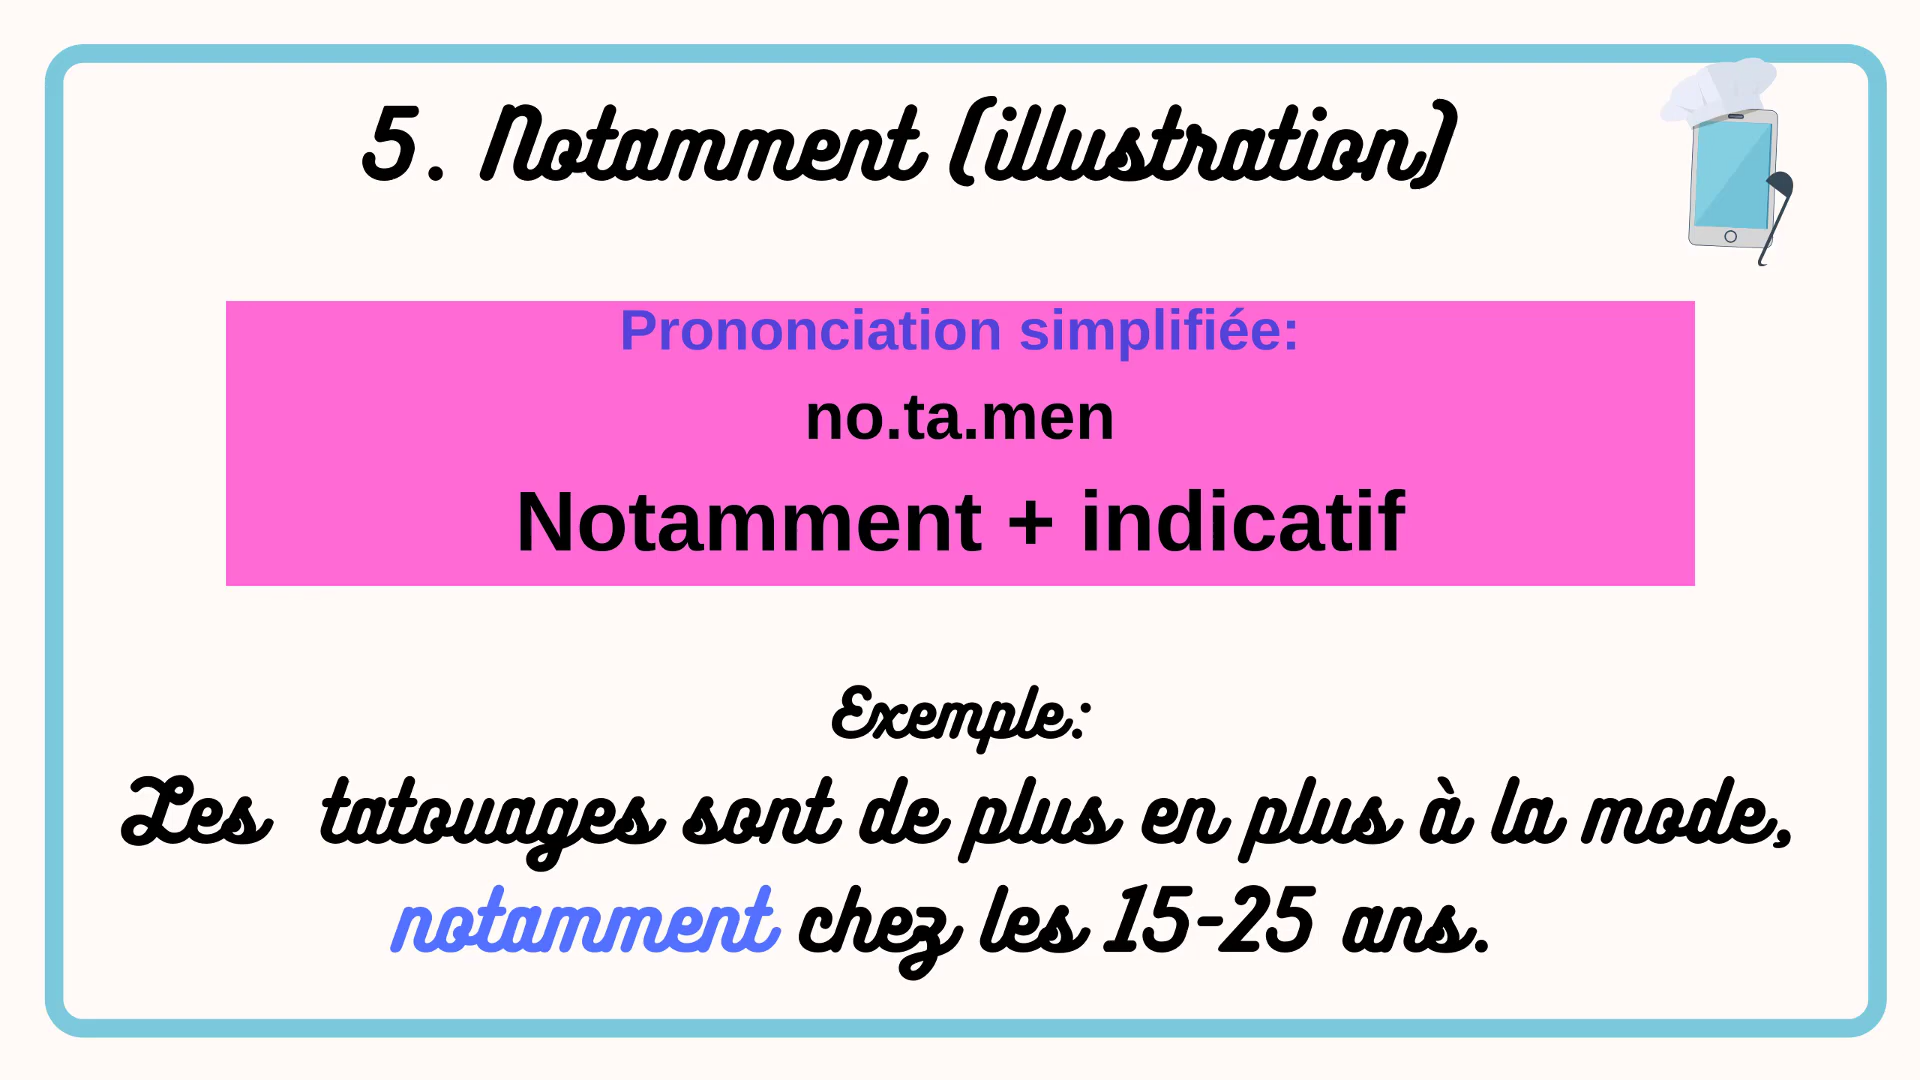 5. Notamment (illustration)
Prononciation simplifiée:
no.ta.men
Notamment + indicatif
Exemple:
Les tatouages sont de plus en plus à la mode,
notamment chez les 15-25 ans.